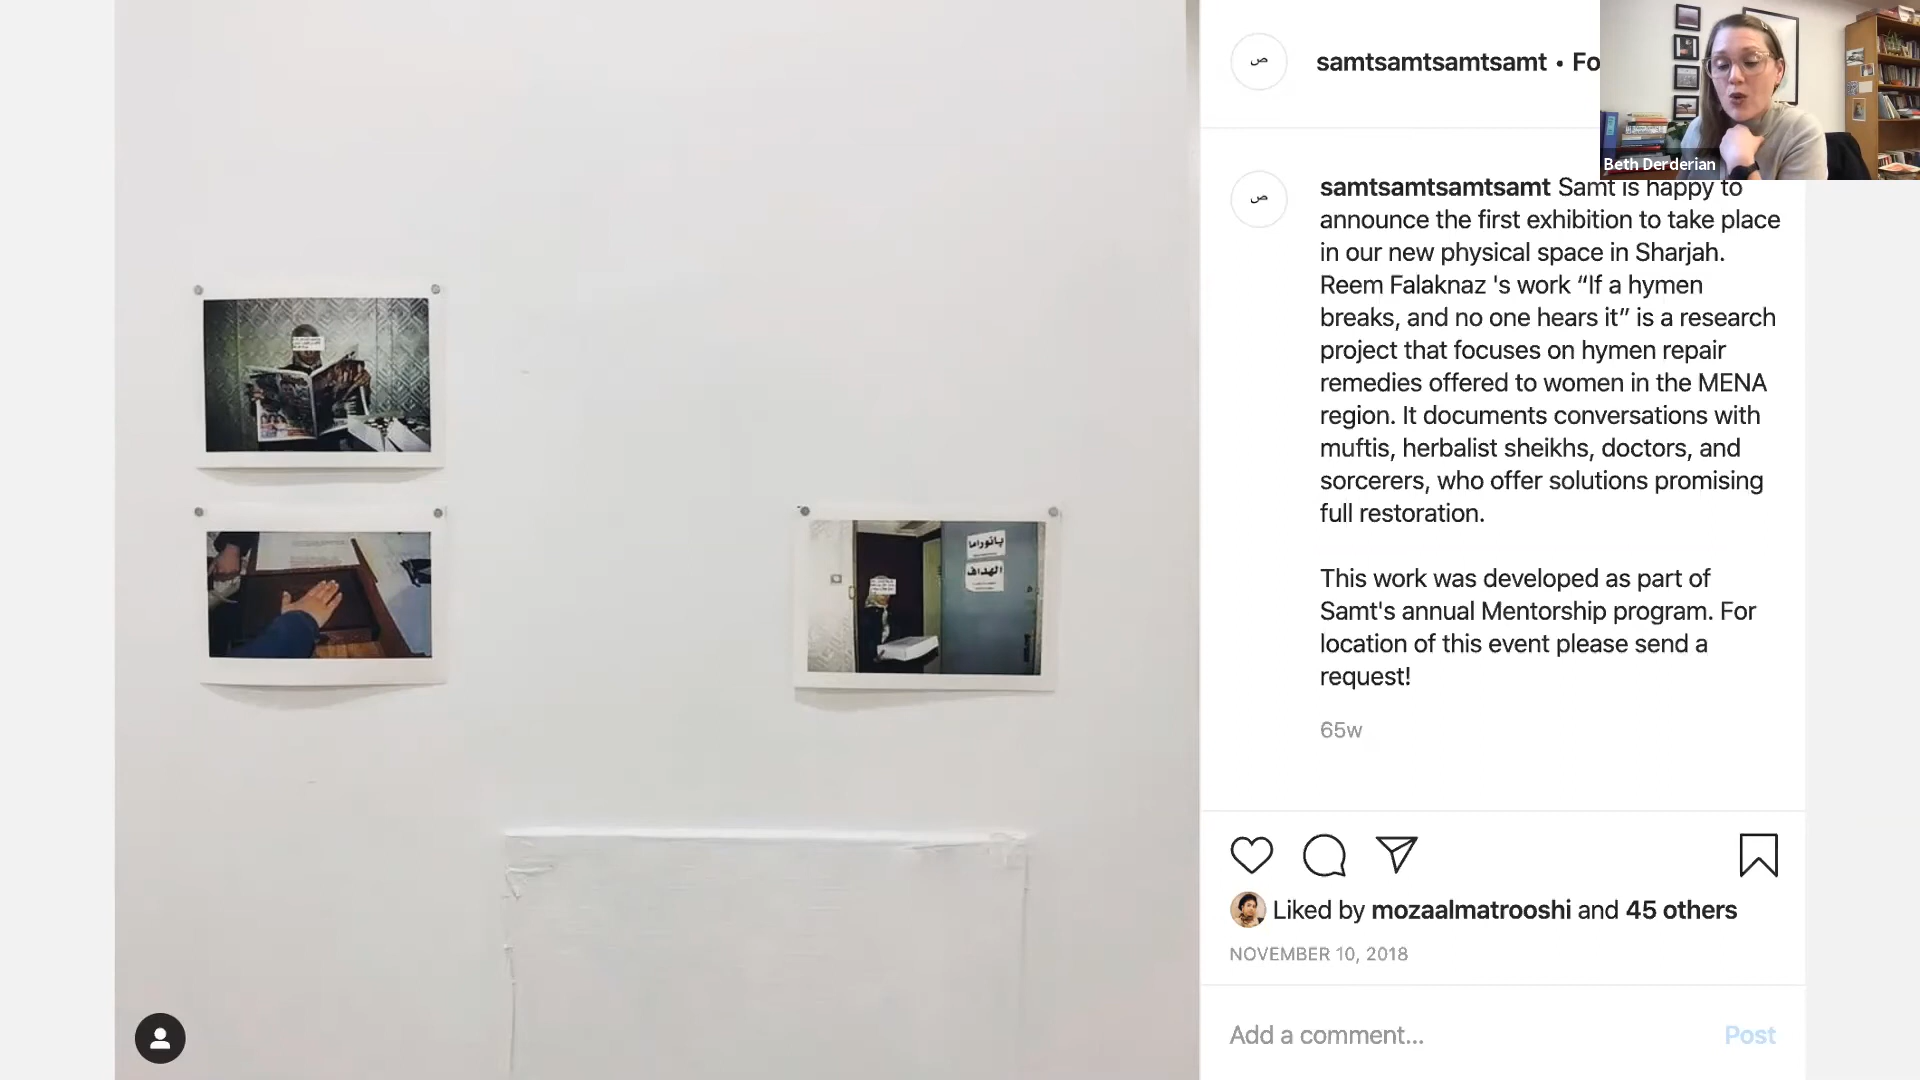 samtsamtsamtsamt • Fo
Beth Derderian
samtsamtsamtsamt Samt is happy to
announce the first exhibition to take place
in our new physical space in Sharjah.
Reem Falaknaz 's work “If a hymen
breaks, and no one hears it” is a research
project that focuses on hymen repair
remedies offered to women in the MENA
region. It documents conversations with
muftis, herbalist sheikhs, doctors, and
sorcerers, who offer solutions promising
full restoration.
This work was developed as part of
Samt's annual Mentorship program. For
location of this event please send a
request!
65w
Liked by mozaalmatrooshi and 45 others
NOVEMBER 10, 2018
Add a comment...
Post
ص
ص
بانوراما
الهداف